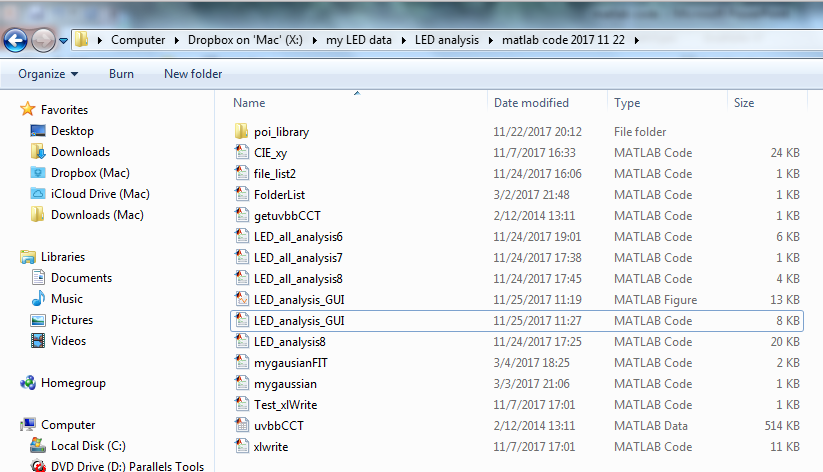 Computer ▸ Dropbox on 'Mac' (X:) ▸ my LED data ▸ LED analysis ▸ matlab code 2017 11 22 ▸
Organize Burn New folder
Favorites
Desktop
Downloads
Dropbox (Mac)
iCloud Drive (Mac)
Downloads (Mac)
Libraries
Documents
Music
Pictures
Videos
Homegroup
Computer
Local Disk (C:)
DVD Drive (D:) Parallels Tools
Name Date modified Type Size
poi_library 11/22/2017 20:12 File folder
CIE_xy 11/7/2017 16:33 MATLAB Code 24 KB
file_list2 11/24/2017 16:06 MATLAB Code 1 KB
FolderList 3/2/2017 21:48 MATLAB Code 1 KB
getuvbbCCT 2/12/2014 13:11 MATLAB Code 1 KB
LED_all_analysis6 11/24/2017 19:01 MATLAB Code 6 KB
LED_all_analysis7 11/24/2017 17:38 MATLAB Code 1 KB
LED_all_analysis8 11/24/2017 17:45 MATLAB Code 4 KB
LED_analysis_GUI 11/25/2017 11:19 MATLAB Figure 13 KB
LED_analysis_GUI 11/25/2017 11:27 MATLAB Code 8 KB
LED_analysis8 11/24/2017 17:25 MATLAB Code 20 KB
mygausianFIT 3/4/2017 18:25 MATLAB Code 2 KB
mygaussian 3/3/2017 21:06 MATLAB Code 1 KB
Test_xlWrite 11/7/2017 17:01 MATLAB Code 1 KB
uvbbCCT 2/12/2014 13:11 MATLAB Data 514 KB
xlwrite 11/7/2017 17:01 MATLAB Code 11 KB